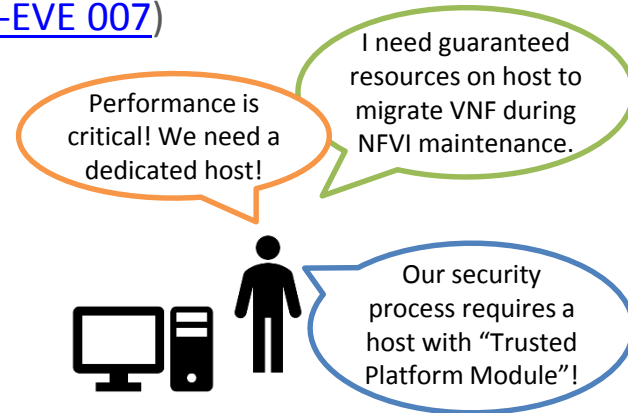 -EVE 007)
I need guaranteed
resources on host to
migrate VNF during
NFVI maintenance.
Performance is
critical! We need a
dedicated host!
Our security
process requires a
host with “Trusted
Platform Module”!